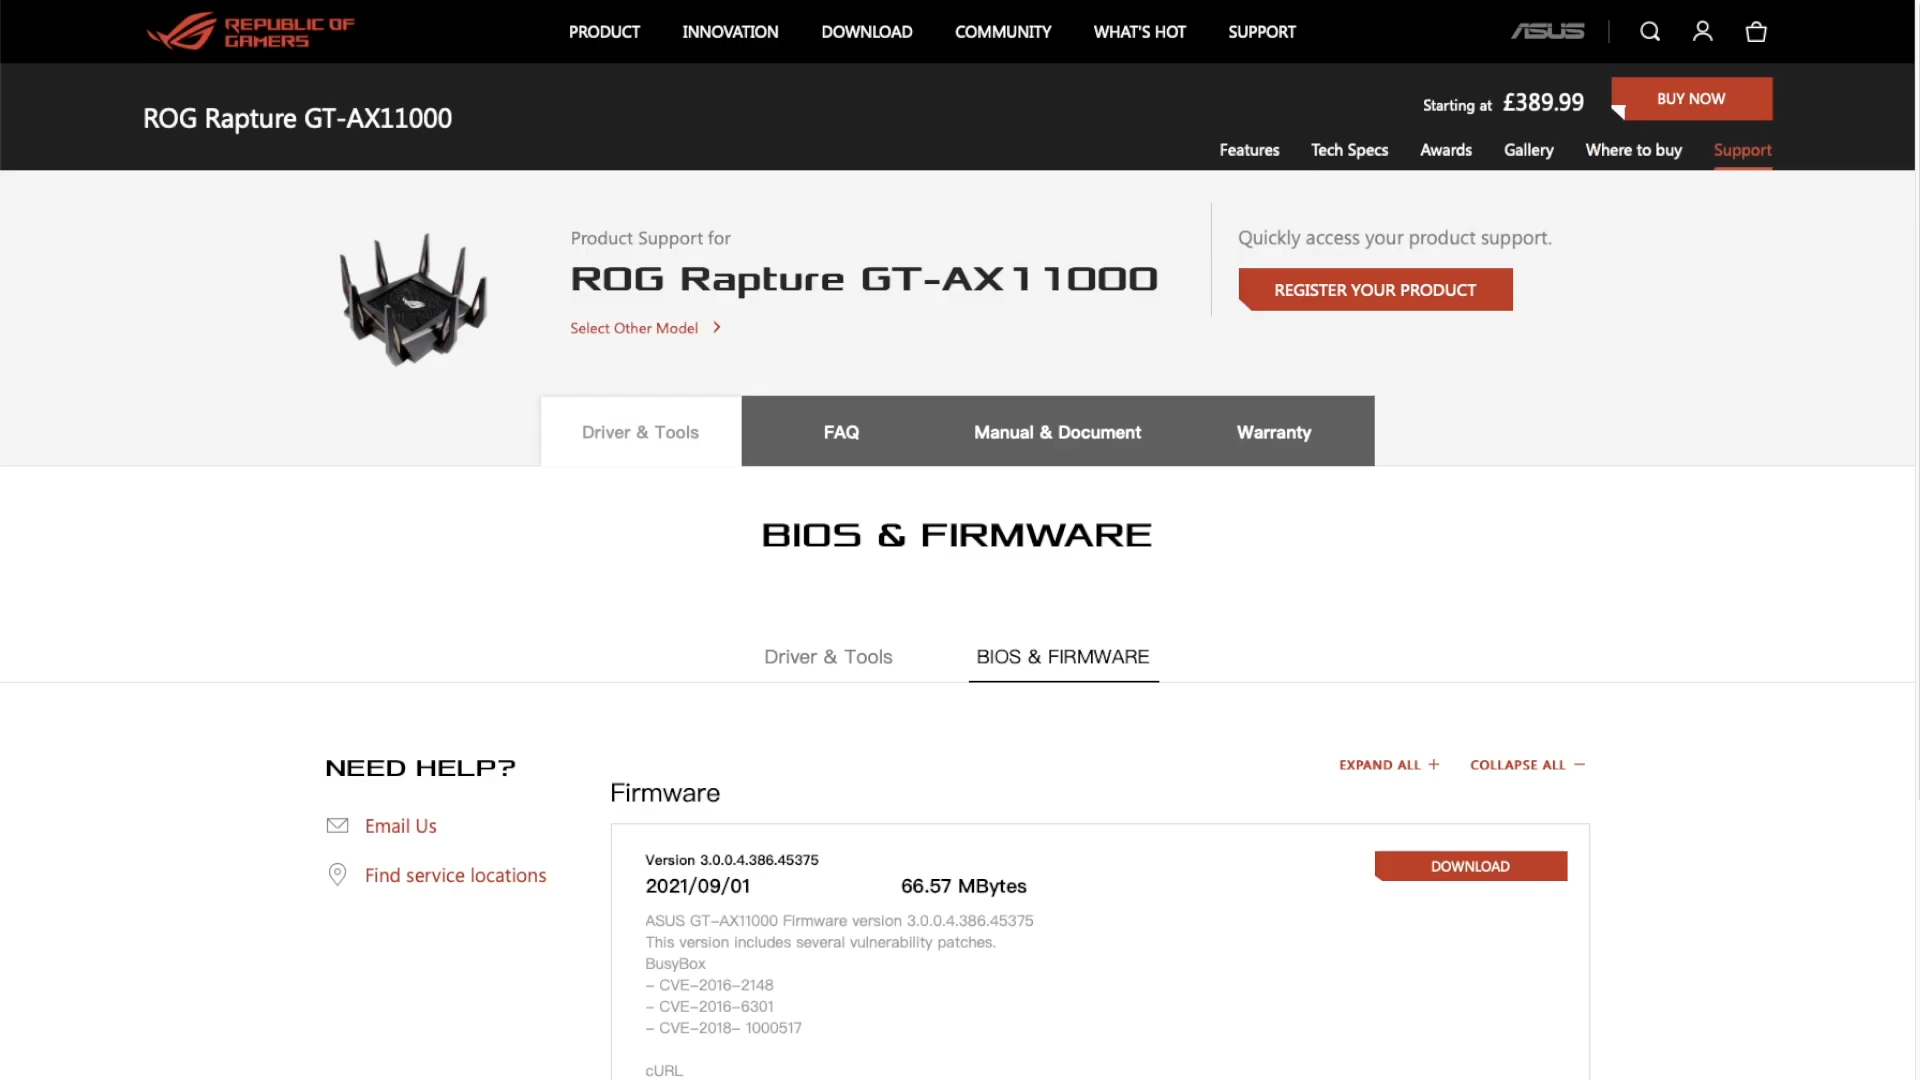 REPUBLIC OF
GAMERS
PRODUCT INNOVATION DOWNLOAD COMMUNITY WHAT'S HOT SUPPORT
ASUS
ROG Rapture GT-AX11000
Starting at £389.99
BUY NOW
Features Tech Specs Awards Gallery Where to buy Support
Product Support for
ROG Rapture GT-AX11000
Select Other Model
Quickly access your product support.
REGISTER YOUR PRODUCT
Driver & Tools FAQ Manual & Document Warranty
BIOS & FIRMWARE
Driver & Tools BIOS & FIRMWARE
NEED HELP?
Email Us
Find service locations
EXPAND ALL + COLLAPSE ALL −
Firmware
Version 3.0.0.4.386.45375
2021/09/01 66.57 MBytes
DOWNLOAD
ASUS GT-AX11000 Firmware version 3.0.0.4.386.45375
This version includes several vulnerability patches.
BusyBox
- CVE-2016-2148
- CVE-2016-6301
- CVE-2018- 1000517
cURL